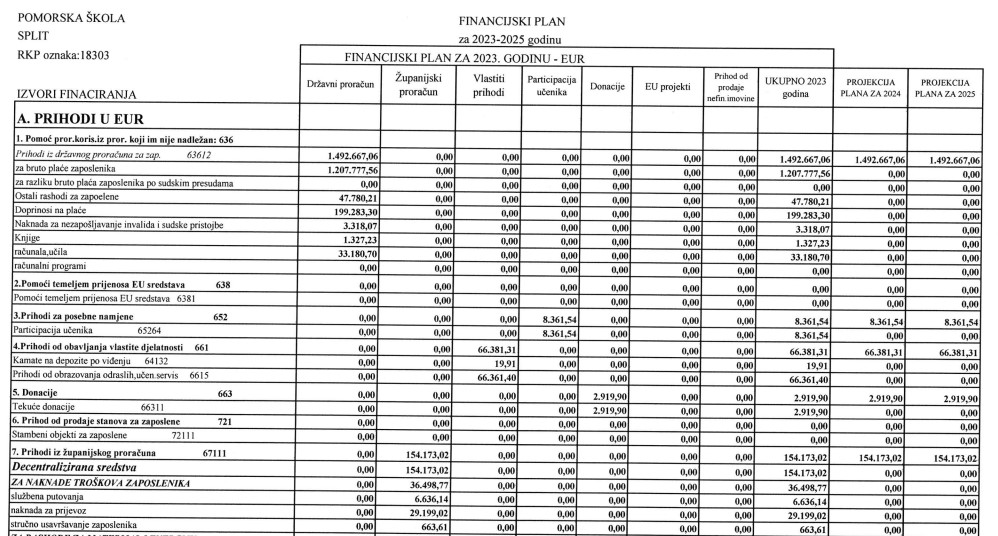 POMORSKA ŠKOLA
SPLIT
RKP oznaka:18303
FINANCIJSKI PLAN
za 2023-2025 godinu
FINANCIJSKI PLAN ZA 2023. GODINU - EUR
IZVORI FINACIRANJA Državni proračun Županijski proračun Vlastiti prihodi Participacija učenika Donacije EU projekti Prihod od prodaje nefin.imovine UKUPNO 2023 godina PROJEKCIJA PLANA ZA 2024 PROJEKCIJA PLANA ZA 2025
A. PRIHODI U EUR
1. Pomoć pror.koris.iz pror. koji im nije nadležan: 636
Prihodi iz državnog proračuna za zap. 63612 1.492.667,06 0,00 0,00 0,00 0,00 0,00 0,00 1.492.667,06 1.492.667,06 1.492.667,06
za bruto plaće zaposlenika 1.207.777,56 0,00 0,00 0,00 0,00 0,00 0,00 1.207.777,56 0,00 0,00
za razliku bruto plaća zaposlenika po sudskim presudama 0,00 0,00 0,00 0,00 0,00 0,00 0,00 0,00 0,00 0,00
Ostali rashodi za zapoelene 47.780,21 0,00 0,00 0,00 0,00 0,00 0,00 47.780,21 0,00 0,00
Doprinosi na plaće 199.283,30 0,00 0,00 0,00 0,00 0,00 0,00 199.283,30 0,00 0,00
Naknada za nezapošljavanje invalida i sudske pristojbe 3.318,07 0,00 0,00 0,00 0,00 0,00 0,00 3.318,07 0,00 0,00
Knjige 1.327,23 0,00 0,00 0,00 0,00 0,00 0,00 1.327,23 0,00 0,00
računala,učila 33.180,70 0,00 0,00 0,00 0,00 0,00 0,00 33.180,70 0,00 0,00
računalni programi 0,00 0,00 0,00 0,00 0,00 0,00 0,00 0,00 0,00 0,00
2.Pomoći temeljem prijenosa EU sredstava 638 0,00 0,00 0,00 0,00 0,00 0,00 0,00 0,00 0,00 0,00
Pomoći temeljem prijenosa EU sredstava 6381 0,00 0,00 0,00 0,00 0,00 0,00 0,00 0,00 0,00 0,00
3.Prihodi za posebne namjene 652 0,00 0,00 0,00 8.361,54 0,00 0,00 0,00 8.361,54 8.361,54 8.361,54
Participacija učenika 65264 0,00 0,00 0,00 8.361,54 0,00 0,00 0,00 8.361,54 0,00 0,00
4.Prihodi od obavljanja vlastite djelatnosti 661 0,00 0,00 66.381,31 0,00 0,00 0,00 0,00 66.381,31 66.381,31 66.381,31
Kamate na depozite po viđenju 64132 0,00 0,00 19,91 0,00 0,00 0,00 0,00 19,91 0,00 0,00
Prihodi od obrazovanja odraslih,učen.servis 6615 0,00 0,00 66.361,40 0,00 0,00 0,00 0,00 66.361,40 0,00 0,00
5. Donacije 663 0,00 0,00 0,00 0,00 2.919,90 0,00 0,00 2.919,90 2.919,90 2.919,90
Tekuće donacije 66311 0,00 0,00 0,00 0,00 2.919,90 0,00 0,00 2.919,90 0,00 0,00
6. Prihod od prodaje stanova za zaposlene 721 0,00 0,00 0,00 0,00 0,00 0,00 0,00 0,00 0,00 0,00
Stambeni objekti za zaposlene 72111 0,00 0,00 0,00 0,00 0,00 0,00 0,00 0,00 0,00 0,00
7. Prihodi iz županijskog proračuna 67111 0,00 154.173,02 0,00 0,00 0,00 0,00 0,00 154.173,02 154.173,02 154.173,02
Decentralizirana sredstva 0,00 154.173,02 0,00 0,00 0,00 0,00 0,00 154.173,02 0,00 0,00
ZA NAKNADE TROŠKOVA ZAPOSLENIKA 0,00 36.498,77 0,00 0,00 0,00 0,00 0,00 36.498,77 0,00 0,00
službena putovanja 0,00 6.636,14 0,00 0,00 0,00 0,00 0,00 6.636,14 0,00 0,00
naknada za prijevoz 0,00 29.199,02 0,00 0,00 0,00 0,00 0,00 29.199,02 0,00 0,00
stručno usavršavanje zaposlenika 0,00 663,61 0,00 0,00 0,00 0,00 0,00 663,61 0,00 0,00